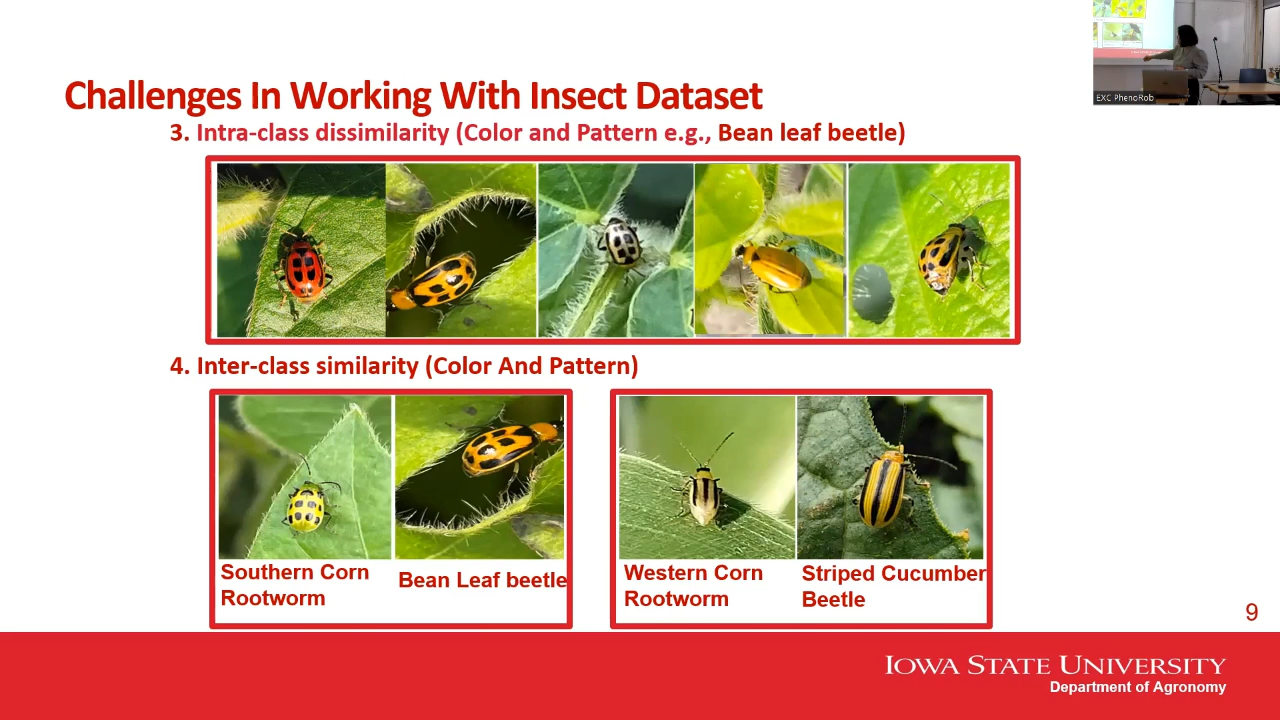 EXC PhenoRob
Challenges In Working With Insect Dataset
3. Intra-class dissimilarity (Color and Pattern e.g., Bean leaf beetle)
4. Inter-class similarity (Color And Pattern)
Southern Corn
Rootworm
Bean Leaf beetle
Western Corn
Rootworm
Striped Cucumber
Beetle
9
IOWA STATE UNIVERSITY
Department of Agronomy